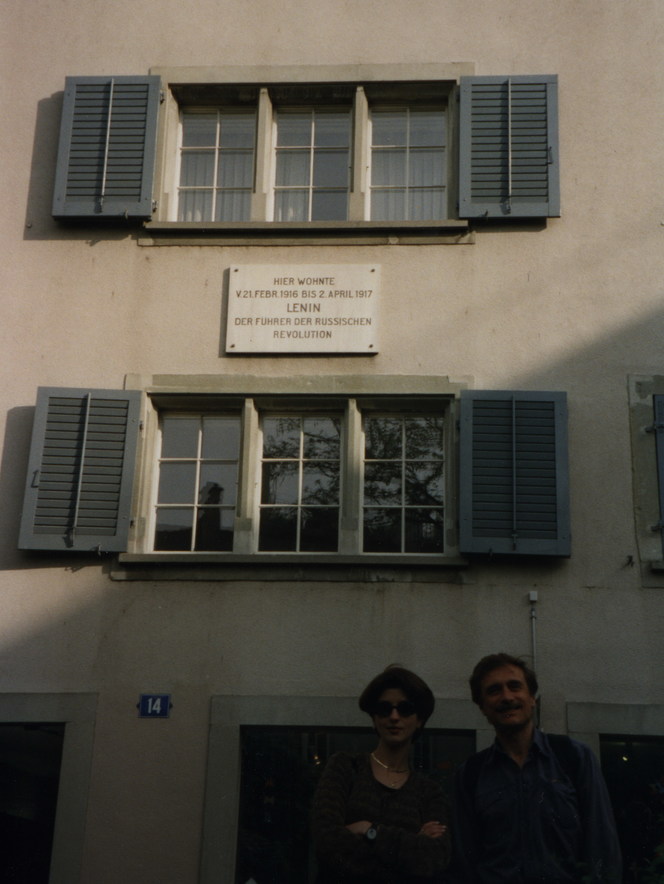 HIER WOHNTE
V. 21. FEBR. 1916 BIS 2. APRIL 1917
LENIN
DER FÜHRER DER RUSSISCHEN
REVOLUTION
14